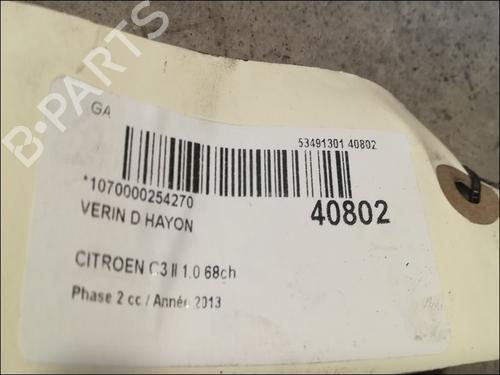 B-PARTS
GA
53491301 40802
*1070000254270
40802
VERIN D HAYON
CITROEN C3 II 1.0 68ch
Phase 2 cc / Année 2013